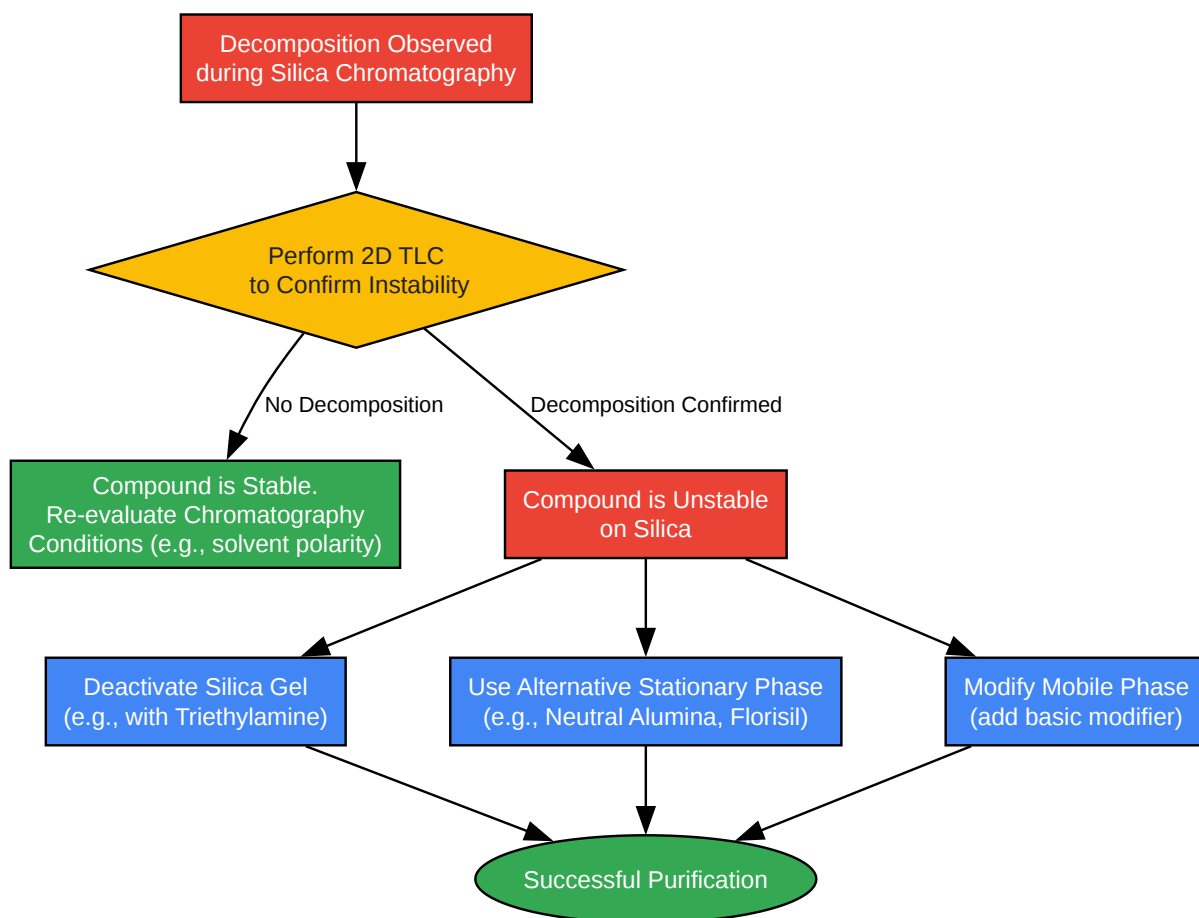 Decomposition Observed
during Silica Chromatography
Perform 2D TLC
to Confirm Instability
No Decomposition
Decomposition Confirmed
Compound is Stable.
Re-evaluate Chromatography
Conditions (e.g., solvent polarity)
Compound is Unstable
on Silica
Deactivate Silica Gel
(e.g., with Triethylamine)
Use Alternative Stationary Phase
(e.g., Neutral Alumina, Florisil)
Modify Mobile Phase
(add basic modifier)
Successful Purification